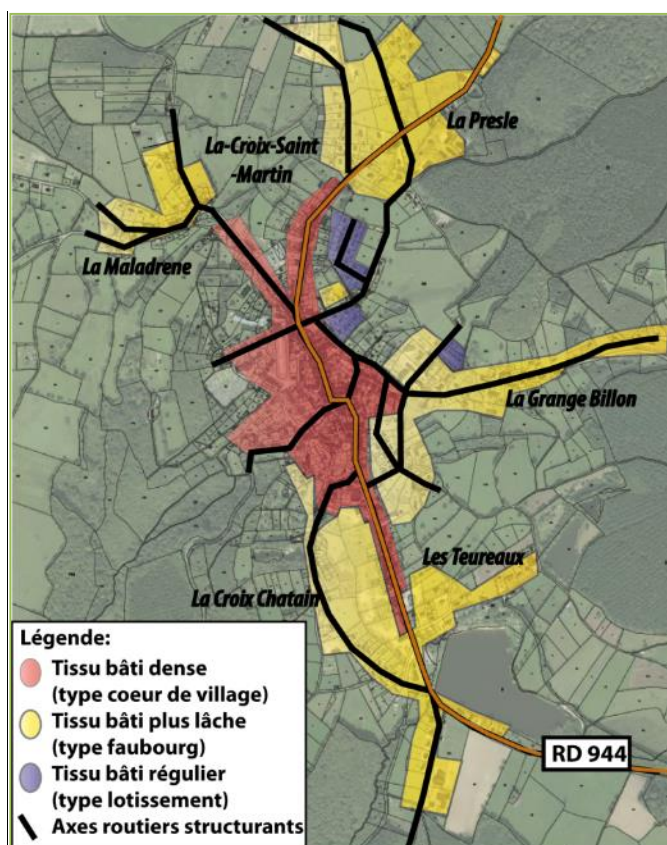 La Presle
La-Croix-Saint
-Martin
La Maladrene
La Grange Billon
Les Teureaux
La Croix Chatain
RD 944
Légende:
Tissu bâti dense
(type coeur de village)
Tissu bâti plus lâche
(type faubourg)
Tissu bâti régulier
(type lotissement)
Axes routiers structurants